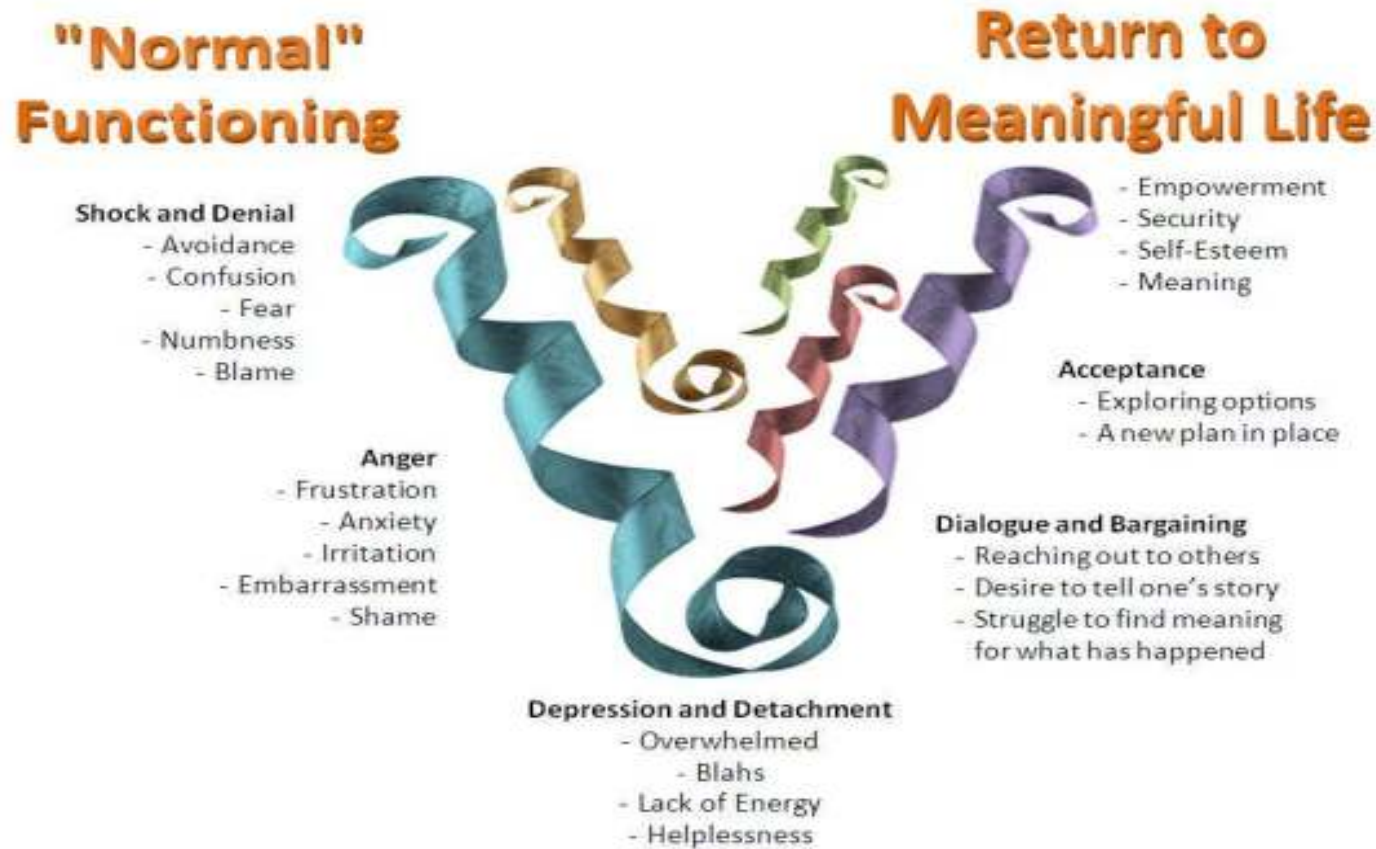 "Normal"
Functioning
Shock and Denial
- Avoidance
- Confusion
- Fear
- Numbness
- Blame
Anger
- Frustration
- Anxiety
- Irritation
- Embarrassment
- Shame
Depression and Detachment
- Overwhelmed
- Blahs
- Lack of Energy
- Helplessness
Dialogue and Bargaining
- Reaching out to others
- Desire to tell one's story
- Struggle to find meaning
for what has happened
Acceptance
- Exploring options
- A new plan in place
Return to
Meaningful Life
- Empowerment
- Security
- Self-Esteem
- Meaning